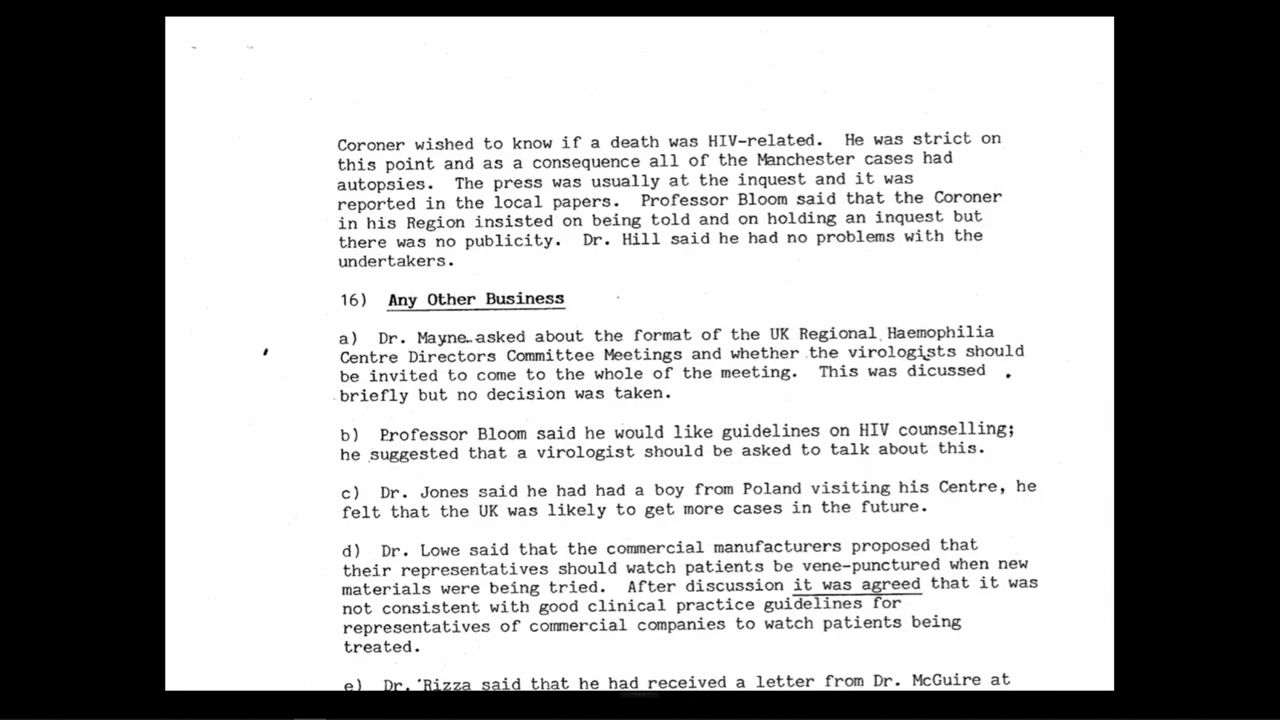 Coroner wished to know if a death was HIV-related. He was strict on
this point and as a consequence all of the Manchester cases had
autopsies. The press was usually at the inquest and it was
reported in the local papers. Professor Bloom said that the Coroner
in his Region insisted on being told and on holding an inquest but
there was no publicity. Dr. Hill said he had no problems with the
undertakers.
16) Any Other Business
a) Dr. Mayne asked about the format of the UK Regional Haemophilia
Centre Directors Committee Meetings and whether the virologists should
be invited to come to the whole of the meeting. This was dicussed
briefly but no decision was taken.
b) Professor Bloom said he would like guidelines on HIV counselling;
he suggested that a virologist should be asked to talk about this.
c) Dr. Jones said he had had a boy from Poland visiting his Centre, he
felt that the UK was likely to get more cases in the future.
d) Dr. Lowe said that the commercial manufacturers proposed that
their representatives should watch patients be vene-punctured when new
materials were being tried. After discussion it was agreed that it was
not consistent with good clinical practice guidelines for
representatives of commercial companies to watch patients being
treated.
e) Dr. Rizza said that he had received a letter from Dr. McGuire at